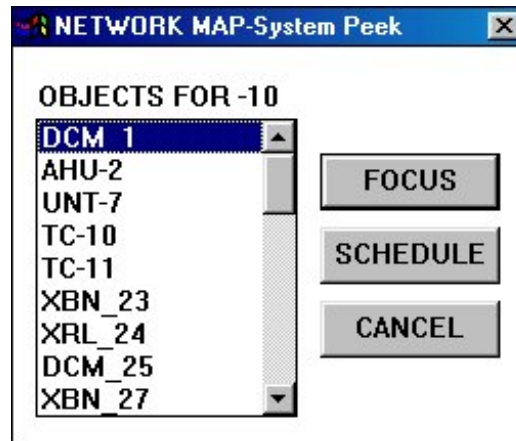 NETWORK MAP-System Peek
OBJECTS FOR -10
DCM_1
AHU-2
UNT-7
TC-10
TC-11
XBN_23
XRL_24
DCM_25
XBN_27
FOCUS
SCHEDULE
CANCEL